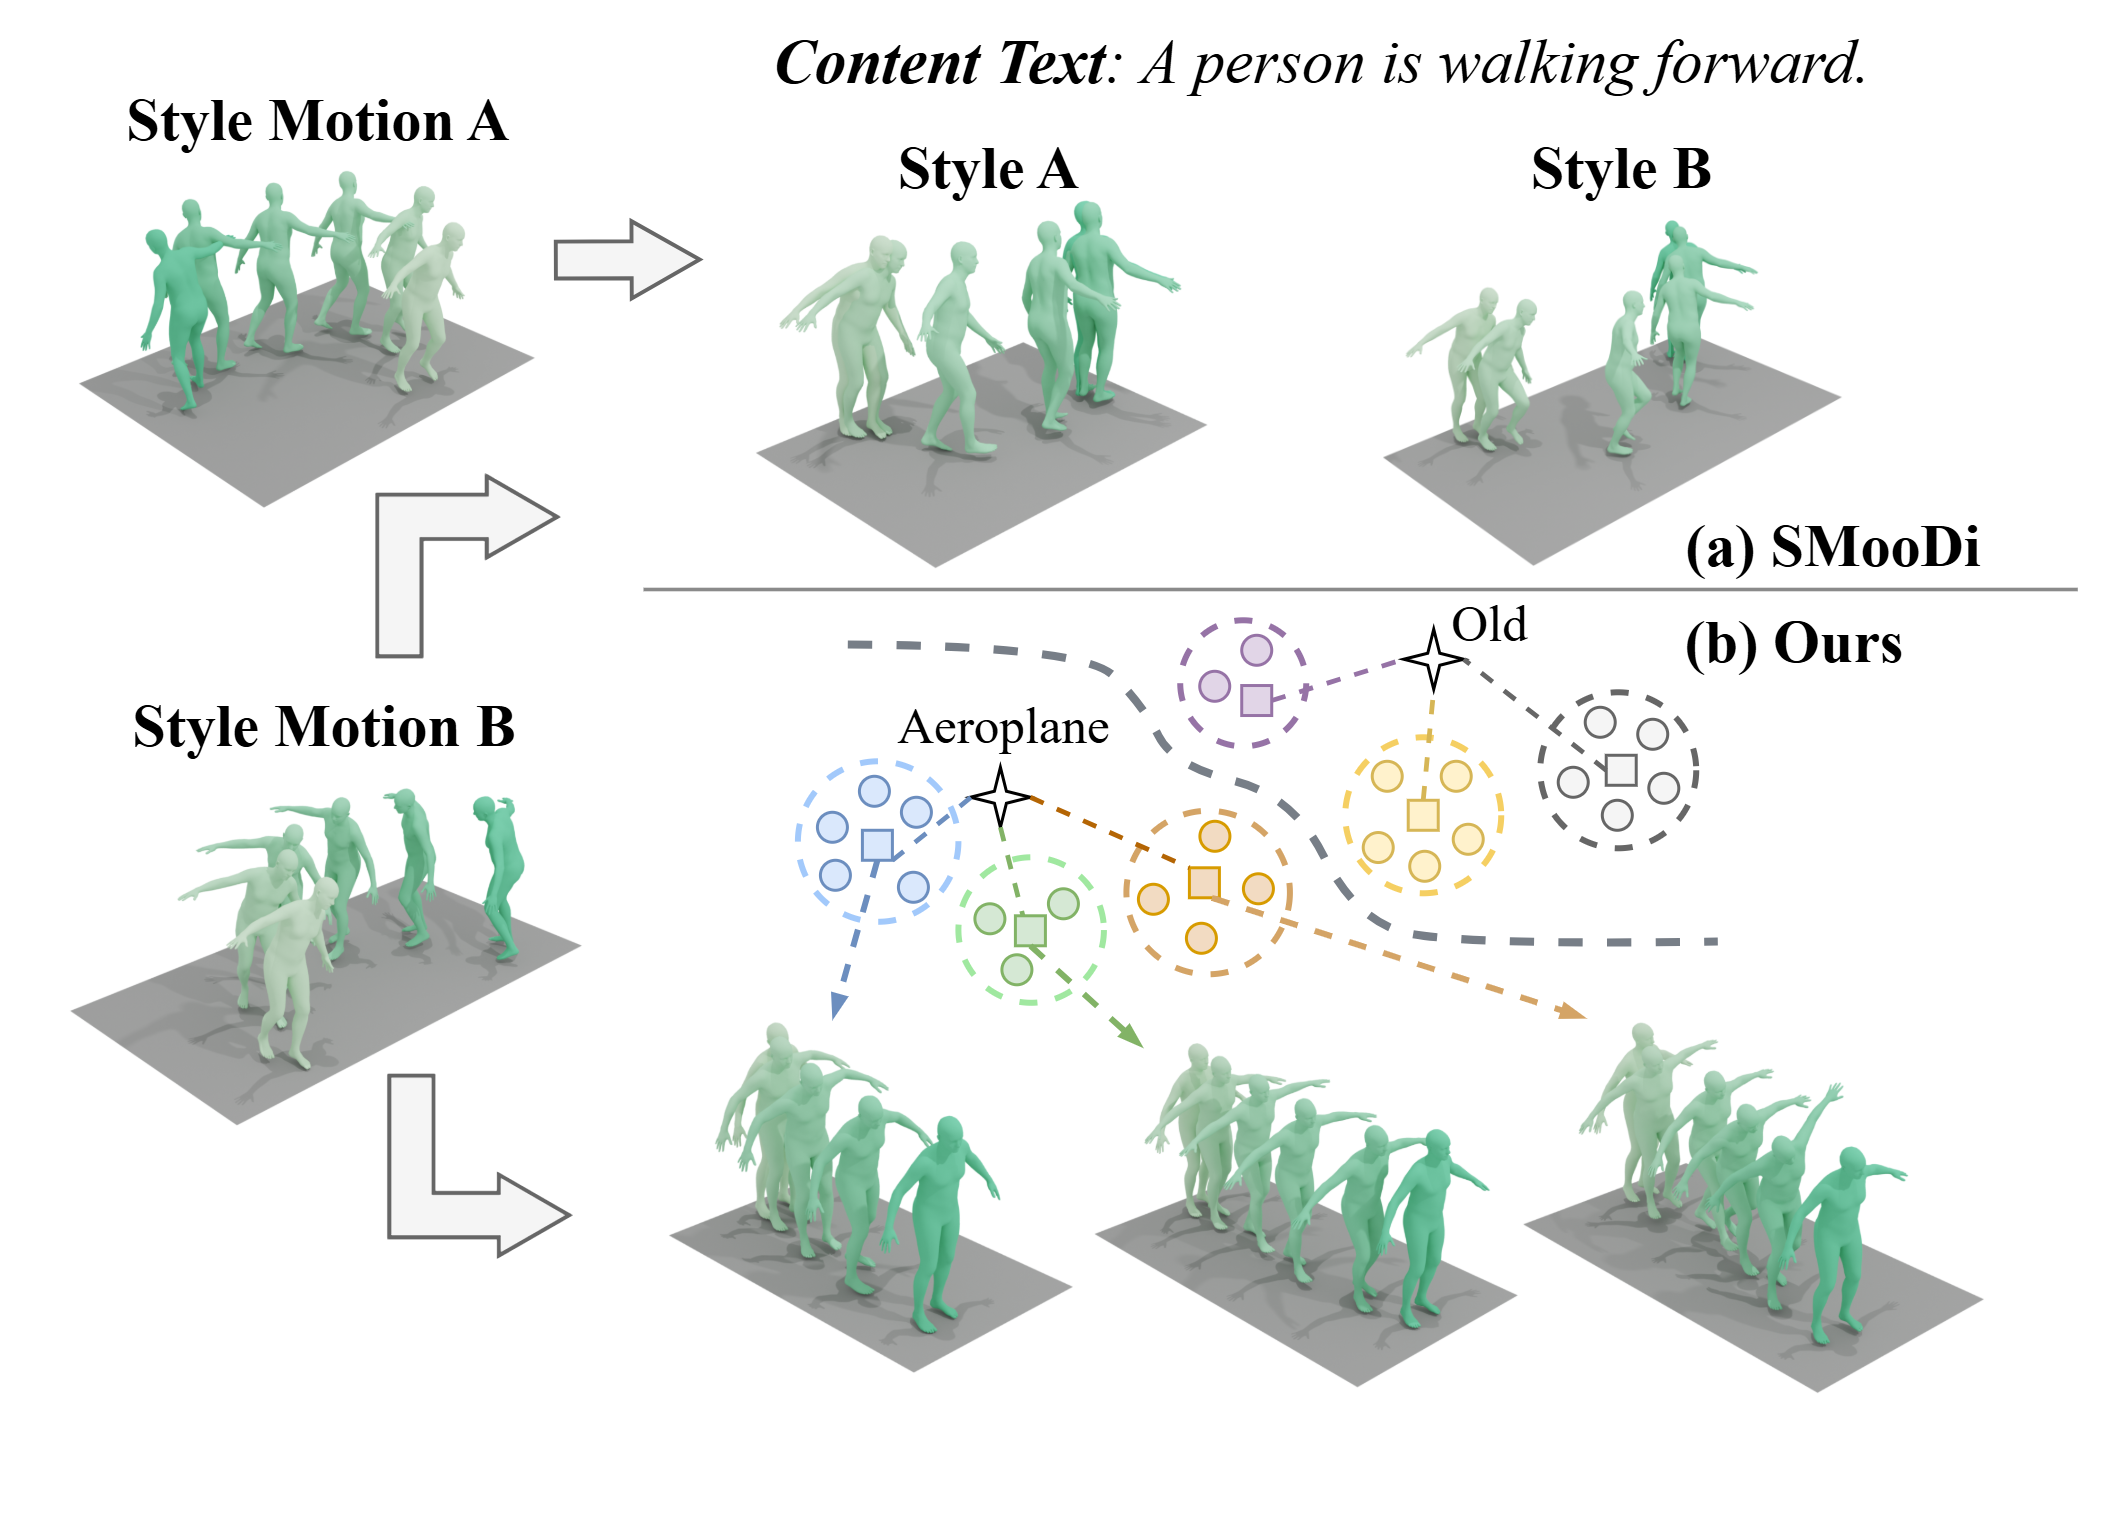 Content Text: A person is walking forward.
Style Motion A
Style A
Style B
(a) SMooDi
Old
(b) Ours
Aeroplane
Style Motion B